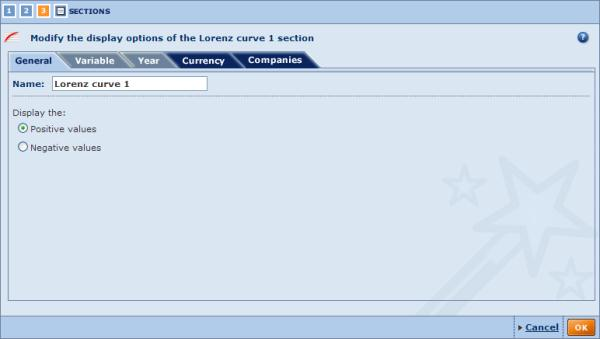 1 2 3 SECTIONS
Modify the display options of the Lorenz curve 1 section ?
General Variable Year Currency Companies
Name: Lorenz curve 1
Display the:
Positive values
Negative values
Cancel OK